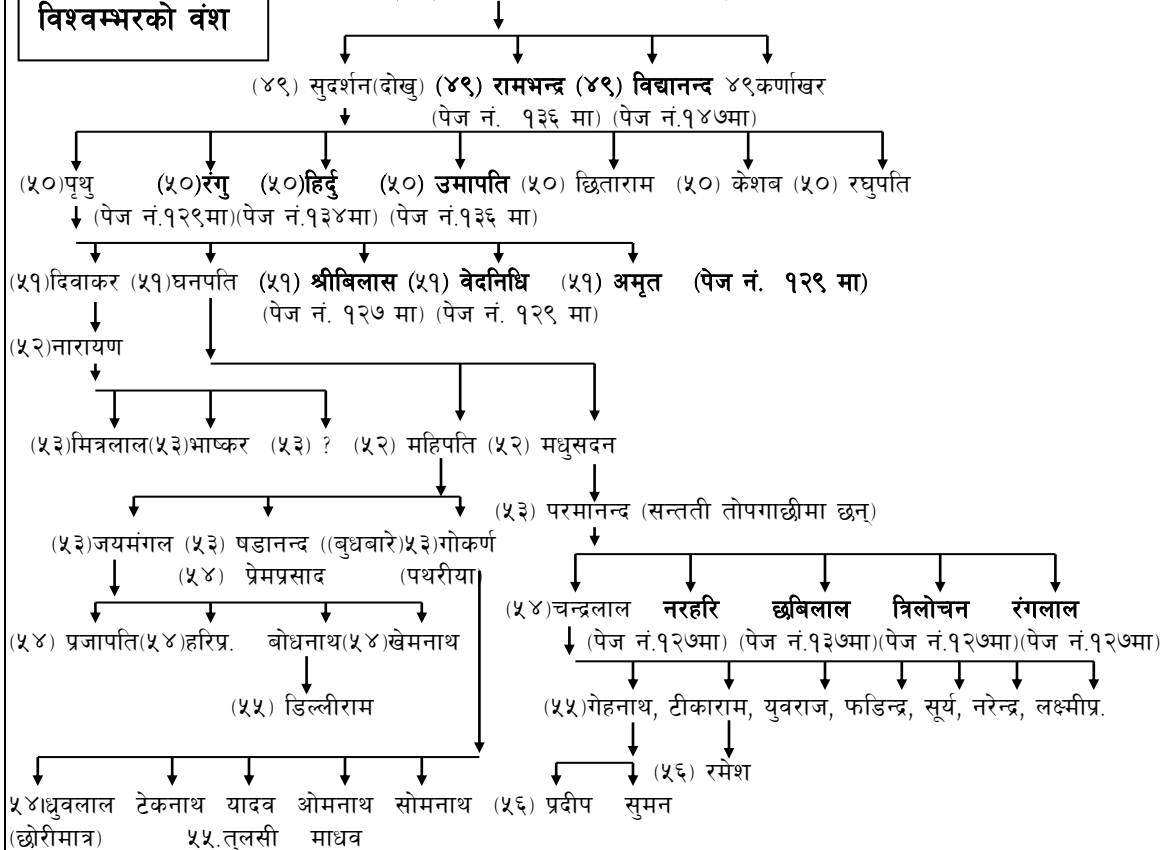 विश्वम्भरको वंश
(४९) सुदर्शन(दोखु) (४९) रामभन्द्र (४९) विद्यानन्द ४९कर्णाखर
(पेज नं. १३६ मा) (पेज नं.१४७मा)
(५०)पृथु (५०)रंगु (५०)हिर्दु (५०) उमापति (५०) छिताराम (५०) केशब (५०) रघुपति
(पेज नं.१२९मा)(पेज नं.१३४मा) (पेज नं.१३६ मा)
(५१)दिवाकर (५१)घनपति (५१) श्रीबिलास (५१) वेदनिधि (५१) अमृत (पेज नं. १२९ मा)
(पेज नं. १२७ मा) (पेज नं. १२९ मा)
(५२)नारायण
(५३)मित्रलाल(५३)भाष्कर (५३) ? (५२) महिपति (५२) मधुसदन
(५३) परमानन्द (सन्तती तोपगाछीमा छन्)
(५३)जयमंगल (५३) षडानन्द ((बुधबारे)५३)गोकर्ण
(५४) प्रेमप्रसाद (पथरीया)
(५४)चन्द्रलाल नरहरि छबिलाल त्रिलोचन रंगलाल
(पेज नं.१२७मा) (पेज नं.१३७मा)(पेज नं.१२७मा)(पेज नं.१२७मा)
(५४) प्रजापति(५४)हरिप्र. बोधनाथ(५४)खेमनाथ
(५५) डिल्लीराम
(५५)गेहनाथ, टीकाराम, युवराज, फडिन्द्र, सूर्य, नरेन्द्र, लक्ष्मीप्र.
(५६) रमेश
५४।ध्रुवलाल टेकनाथ यादव ओमनाथ सोमनाथ (५६) प्रदीप सुमन
(छोरीमात्र) ५५.तुलसी माधव